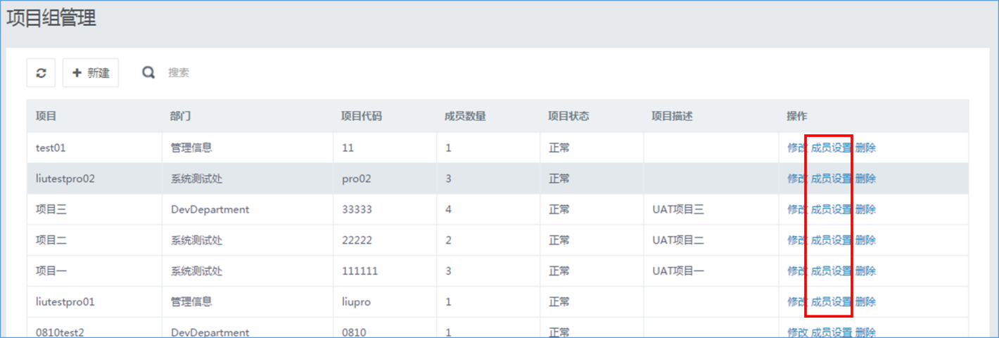 项目组管理
新建 搜索
项目 部门 项目代码 成员数量 项目状态 项目描述 操作
test01 管理信息 11 1 正常 修改 成员设置 删除
liutestpro02 系统测试处 pro02 3 正常 修改 成员设置 删除
项目三 DevDepartment 33333 4 正常 UAT项目三 修改 成员设置 删除
项目二 系统测试处 22222 2 正常 UAT项目二 修改 成员设置 删除
项目一 系统测试处 111111 3 正常 UAT项目一 修改 成员设置 删除
liutestpro01 管理信息 liupro 1 正常 修改 成员设置 删除
0810test2 DevDepartment 0810 1 正常 修改 成员设置 删除